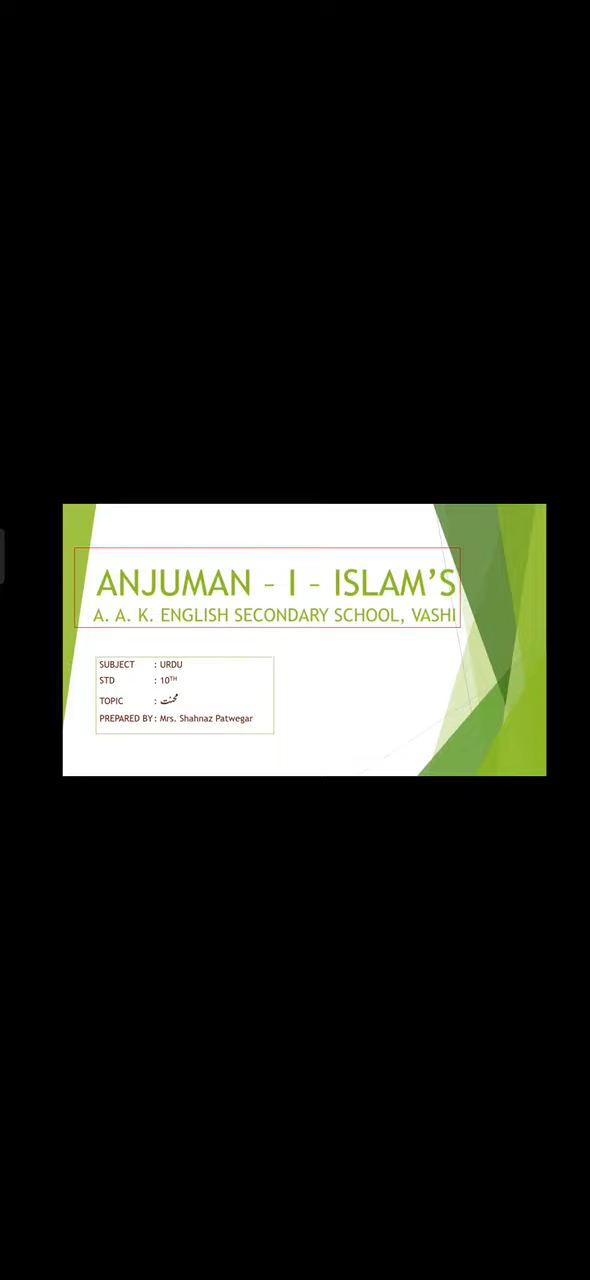 ANJUMAN – I – ISLAM’S
A. A. K. ENGLISH SECONDARY SCHOOL, VASHI
SUBJECT : URDU
STD : 10TH
TOPIC : محنت
PREPARED BY : Mrs. Shahnaz Patwegar